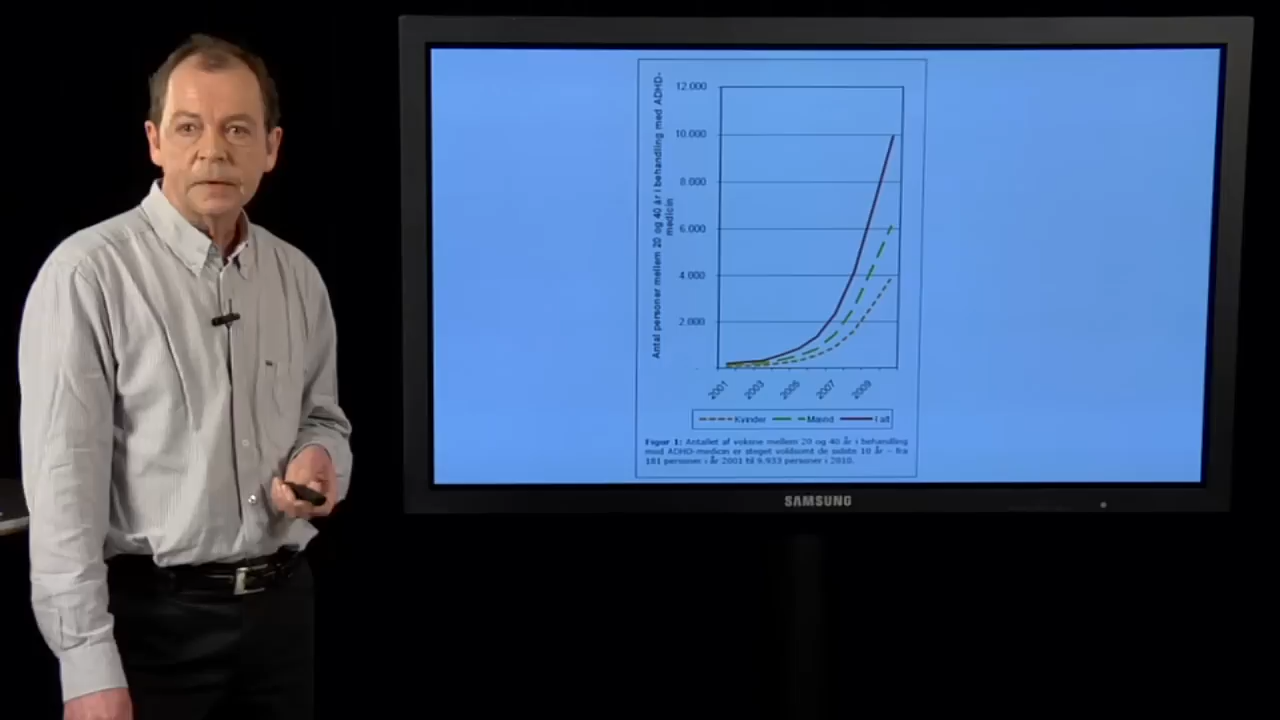 Antal personer mellem 20 og 40 år i behandling med ADHD-
medicin
12.000
10.000
8.000
6.000
4.000
2.000
-
2001
2003
2005
2007
2009
Kvinder
Mænd
I alt
Figur 1: Antallet af voksne mellem 20 og 40 år i behandling
med ADHD-medicin er steget voldsomt de sidste 10 år - fra
181 personer i år 2001 til 9.933 personer i 2010.
SAMSUNG